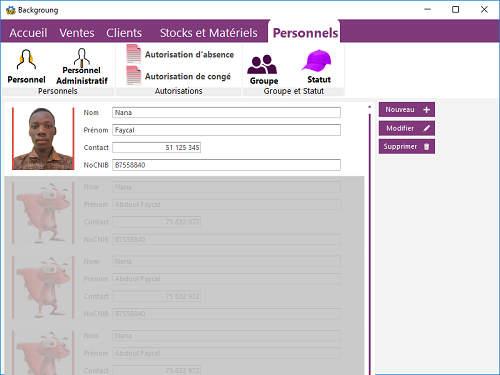 Backgroung
Accueil Ventes Clients Stocks et Matériels Personnels
Personnel
Personnel Administratif
Personnels
Autorisation d'absence
Autorisation de congé
Autorisations
Groupe
Statut
Groupe et Statut
Nom Nana
Prénom Faycal
Contact 51 125 345
NoCNIB B7558840
Nom Nana
Prénom Abdoul Faycal
Contact 75 632 972
NoCNIB B7558840
Nom Nana
Prénom Abdoul Faycal
Contact 75 632 972
NoCNIB B7558840
Nom Nana
Prénom Abdoul Faycal
Contact 75 632 972
Nouveau
Modifier
Supprimer